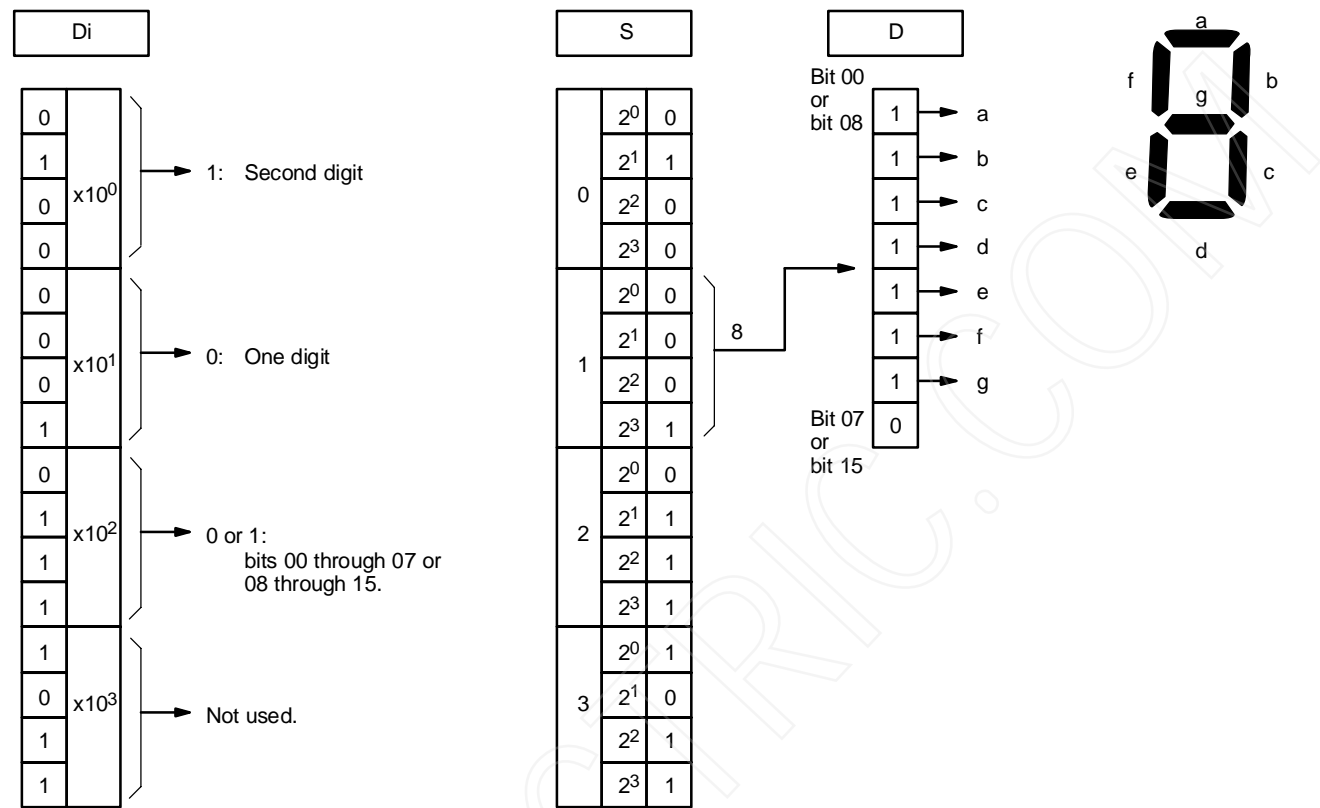 Di S D
a
f b
g
e c
d
0
1
0
0
x10⁰
1: Second digit
0
0
0
1
x10¹
0: One digit
0
1
1
1
x10²
0 or 1:
bits 00 through 07 or
08 through 15.
1
0
1
1
x10³
Not used.
0
2⁰ 0
2¹ 1
2² 0
2³ 0
1
2⁰ 0
2¹ 0
2² 0
2³ 1
8
2
2⁰ 0
2¹ 1
2² 1
2³ 1
3
2⁰ 1
2¹ 0
2² 1
2³ 1
Bit 00
or
bit 08
1 a
1 b
1 c
1 d
1 e
1 f
1 g
0
Bit 07
or
bit 15
CTRIC.COM